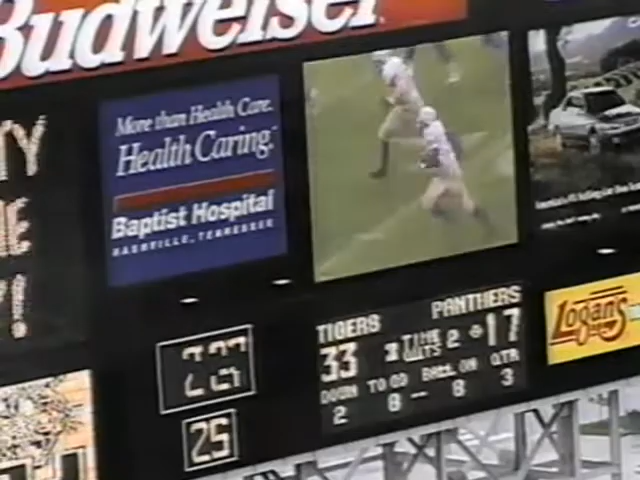 Budweiser
TY
More than Health Care.
Health Caring.
Baptist Hospital
NASHVILLE, TENNESSEE
!
TIGERS PANTHERS
33 TIME OUTS 2 17
DOWN TO GO BALL ON QTR
2 8 8 3
25
Logan's